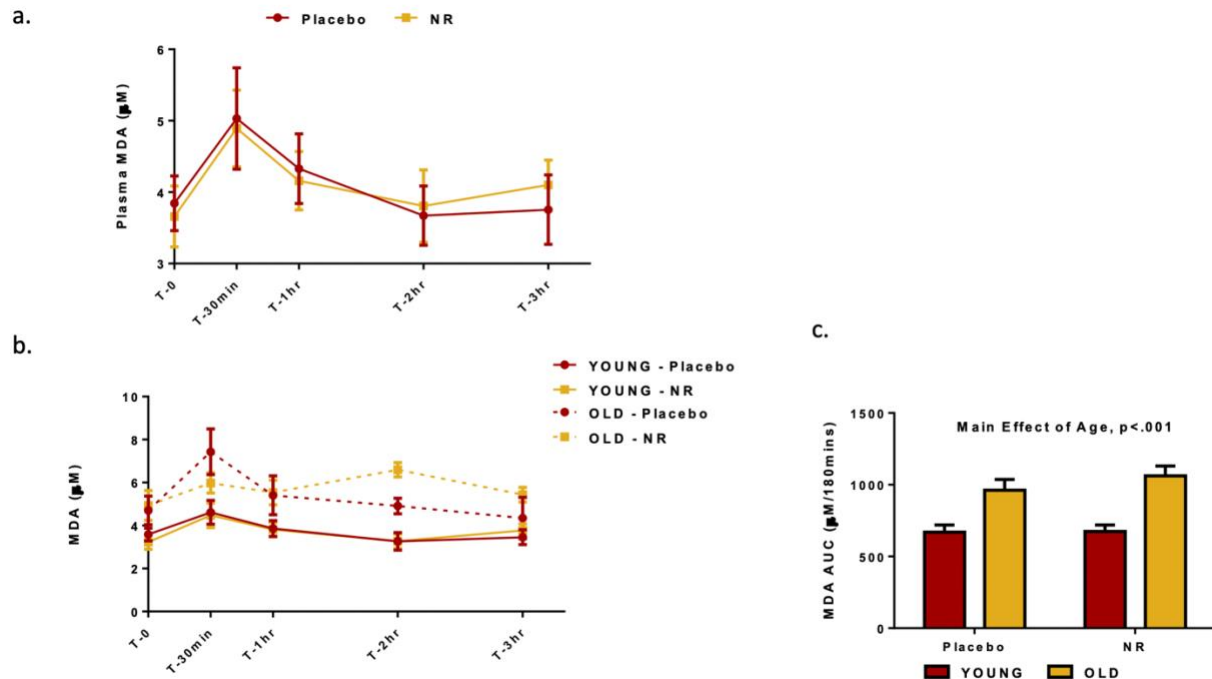 a.
Placebo NR
Plasma MDA (µM)
6
5
4
3
T-0
T-30min
T-1hr
T-2hr
T-3hr
b.
YOUNG - Placebo
YOUNG - NR
OLD - Placebo
OLD - NR
MDA (µM)
10
8
6
4
2
0
T-0
T-30min
T-1hr
T-2hr
T-3hr
c.
Main Effect of Age, p<.001
MDA AUC (µM/180mins)
1500
1000
500
0
Placebo NR
YOUNG OLD